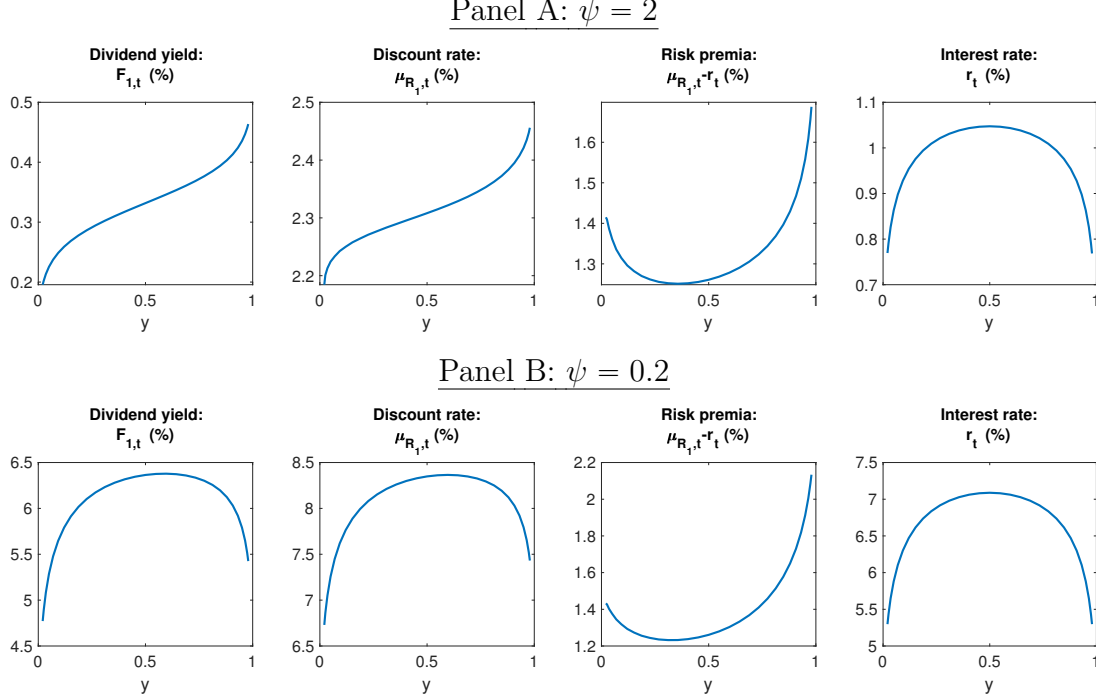 Panel A: ψ = 2
Dividend yield:
F1,t (%)
0.5
0.4
0.3
0.2
0
0.5
1
y
Discount rate:
μR1,t (%)
2.5
2.4
2.3
2.2
0
0.5
1
y
Risk premia:
μR1,t-rt (%)
1.6
1.5
1.4
1.3
0
0.5
1
y
Interest rate:
rt (%)
1.1
1
0.9
0.8
0.7
0
0.5
1
y
Panel B: ψ = 0.2
Dividend yield:
F1,t (%)
6.5
6
5.5
5
4.5
0
0.5
1
y
Discount rate:
μR1,t (%)
8.5
8
7.5
7
6.5
0
0.5
1
y
Risk premia:
μR1,t-rt (%)
2.2
2
1.8
1.6
1.4
1.2
0
0.5
1
y
Interest rate:
rt (%)
7.5
7
6.5
6
5.5
5
0
0.5
1
y